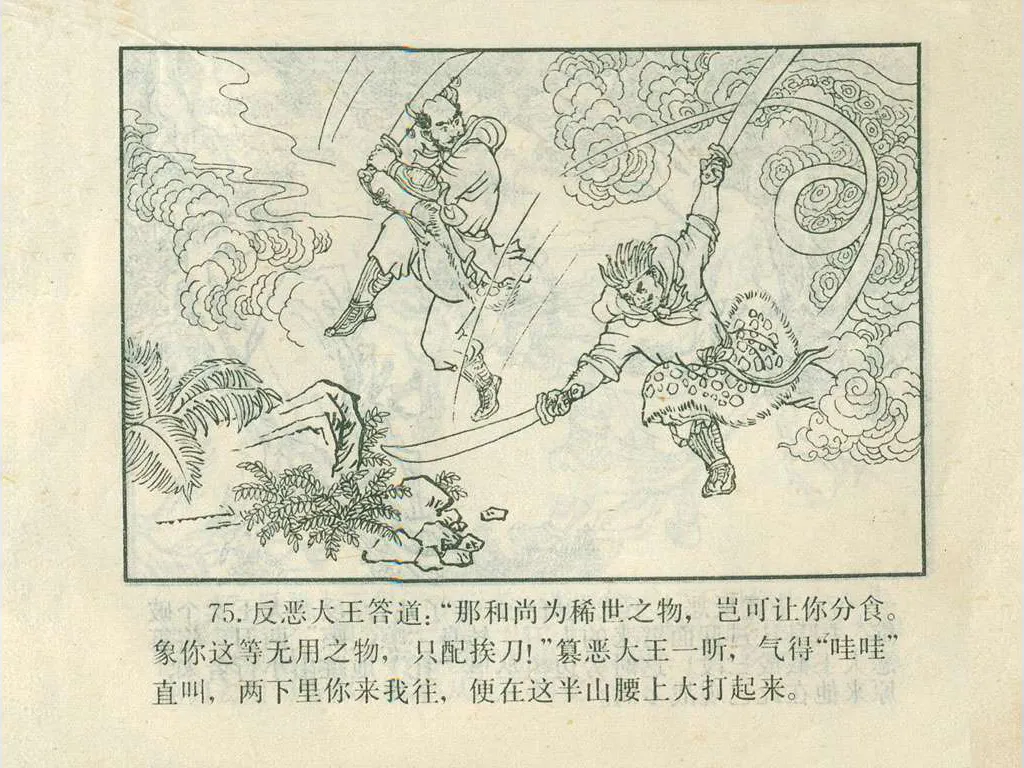 75. 反恶大王答道：“那和尚为稀世之物，岂可让你分食。
象你这等无用之物，只配挨刀！”篡恶大王一听，气得“哇哇”
直叫，两下里你来我往，便在这半山腰上大打起来。